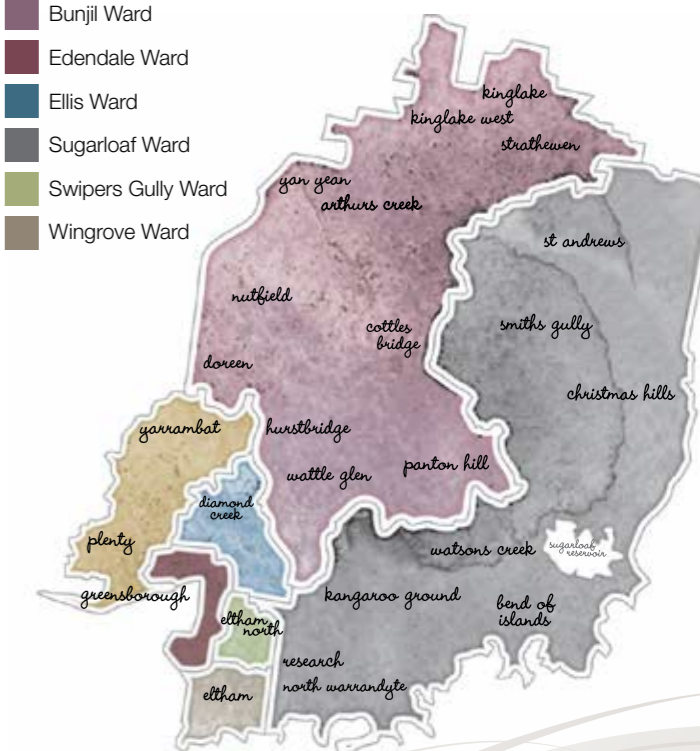 Bunjil Ward
Edendale Ward
Ellis Ward
Sugarloaf Ward
Swipers Gully Ward
Wingrove Ward
kinglake
kinglake west
strathewen
yan yean
arthurs creek
st andrews
nutfield
smiths gully
cottles
bridge
doreen
christmas hills
yarrambat
hurstbridge
panton hill
wattle glen
diamond
creek
plenty
watsons creek
sugarloaf
reservoir
greensborough
kangaroo ground
bend of
islands
eltham
north
research
north warrandyte
eltham